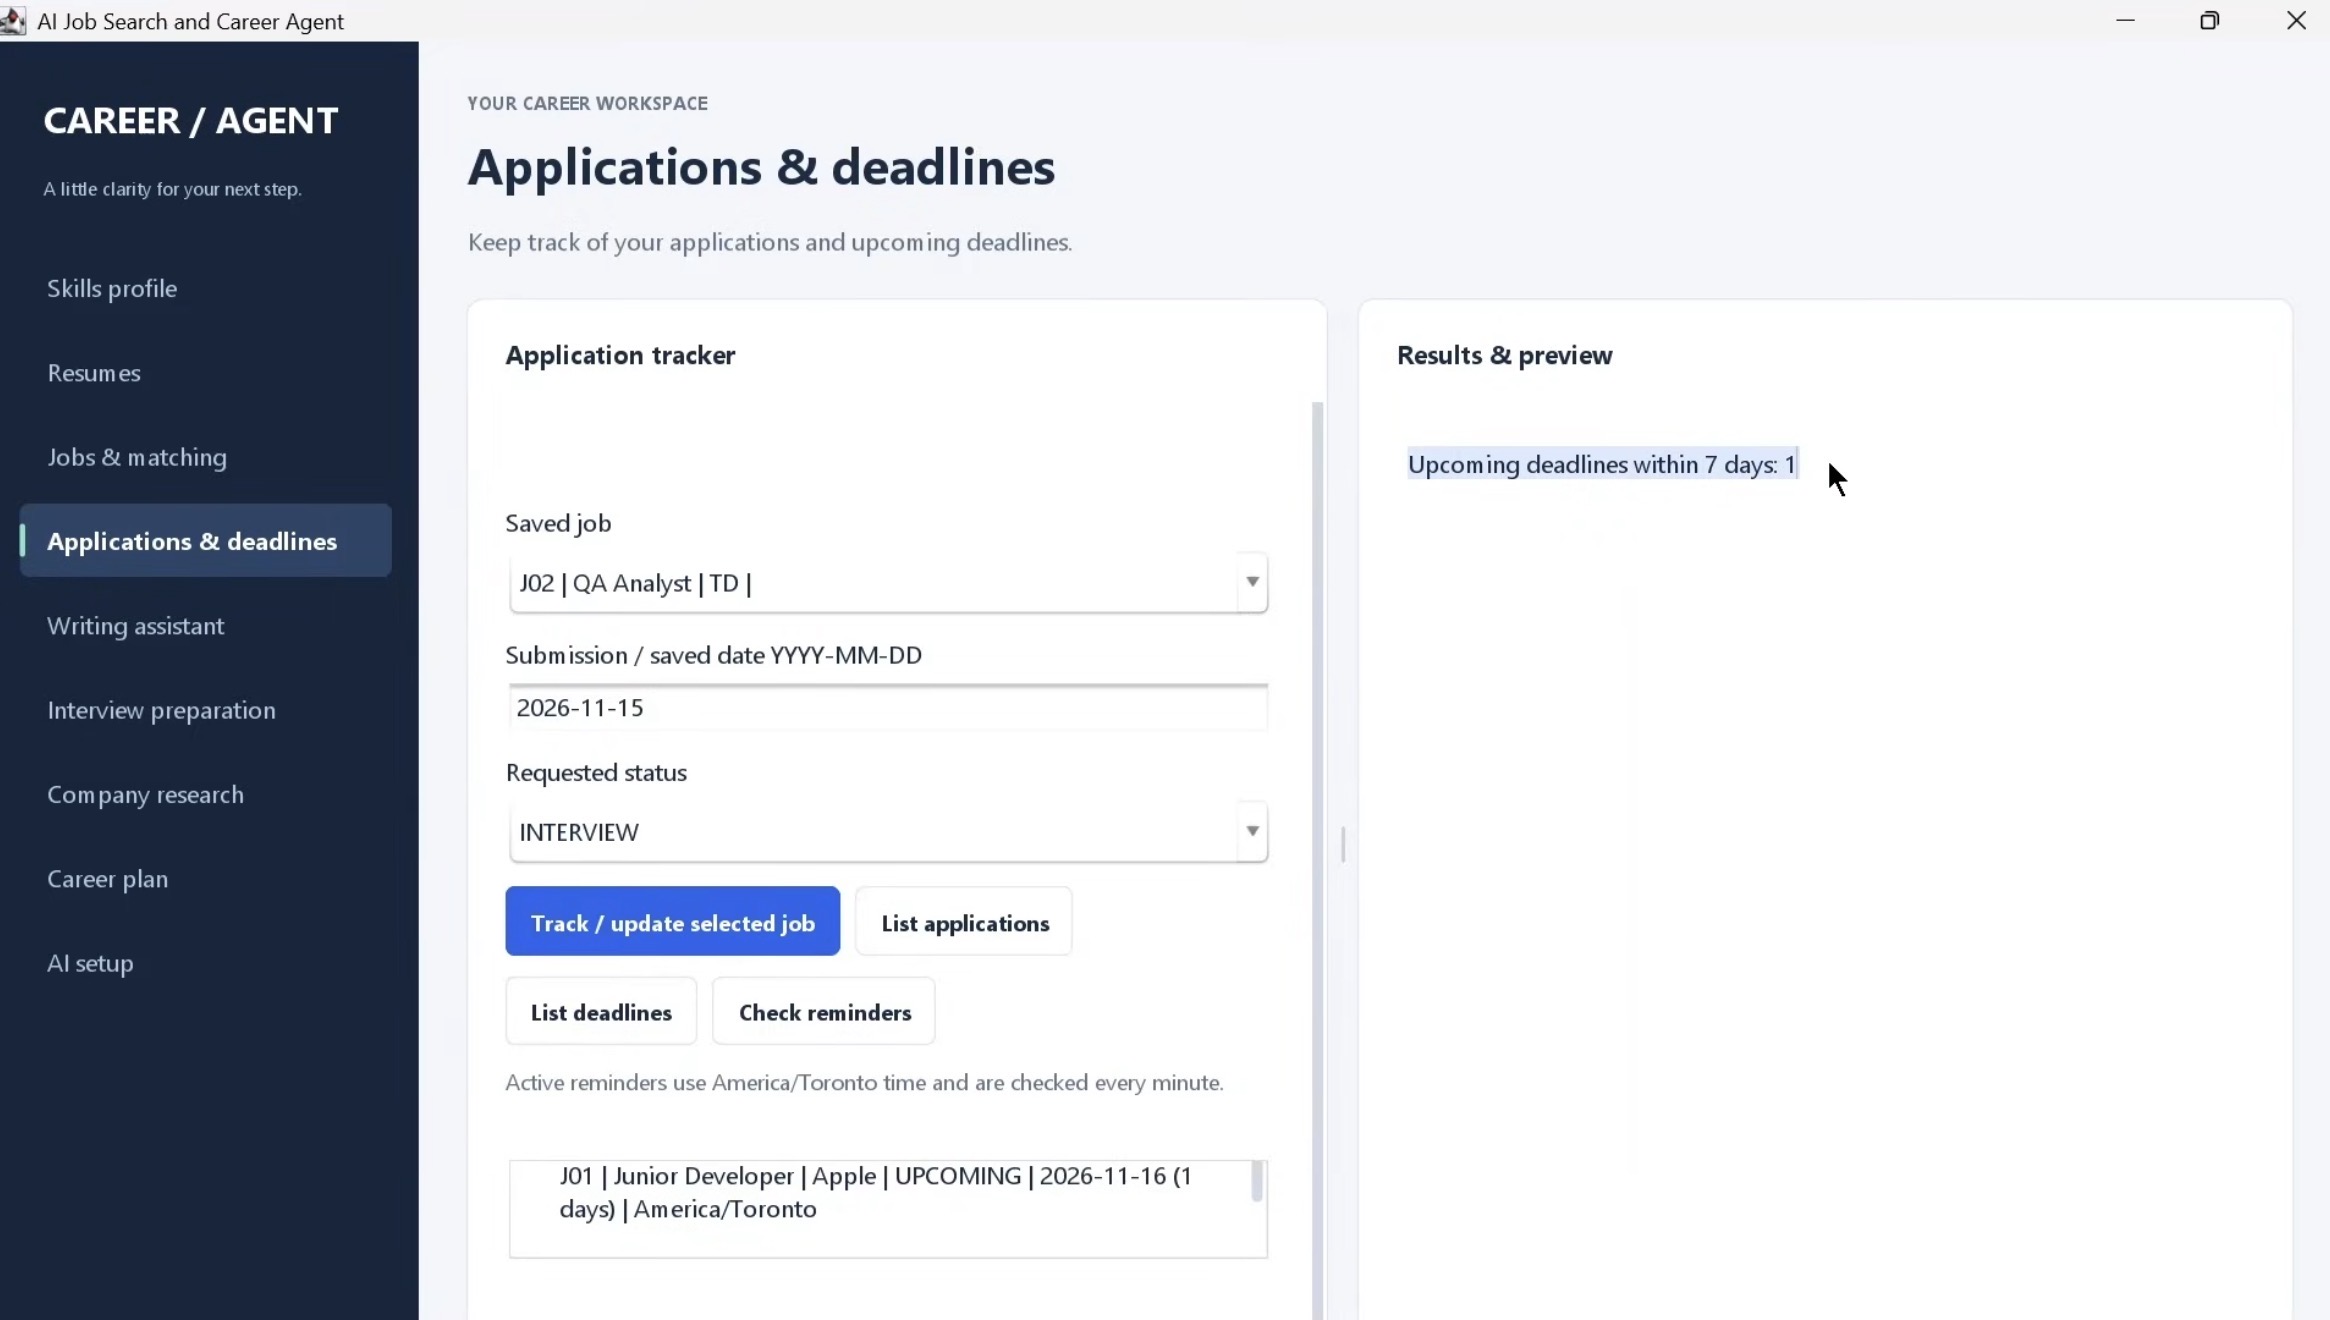 AI Job Search and Career Agent
CAREER / AGENT
A little clarity for your next step.
Skills profile
Resumes
Jobs & matching
Applications & deadlines
Writing assistant
Interview preparation
Company research
Career plan
AI setup
YOUR CAREER WORKSPACE
Applications & deadlines
Keep track of your applications and upcoming deadlines.
Application tracker
Saved job
J02 | QA Analyst | TD |
Submission / saved date YYYY-MM-DD
2026-11-15
Requested status
INTERVIEW
Track / update selected job
List applications
List deadlines
Check reminders
Active reminders use America/Toronto time and are checked every minute.
J01 | Junior Developer | Apple | UPCOMING | 2026-11-16 (1
days) | America/Toronto
Results & preview
Upcoming deadlines within 7 days: 1